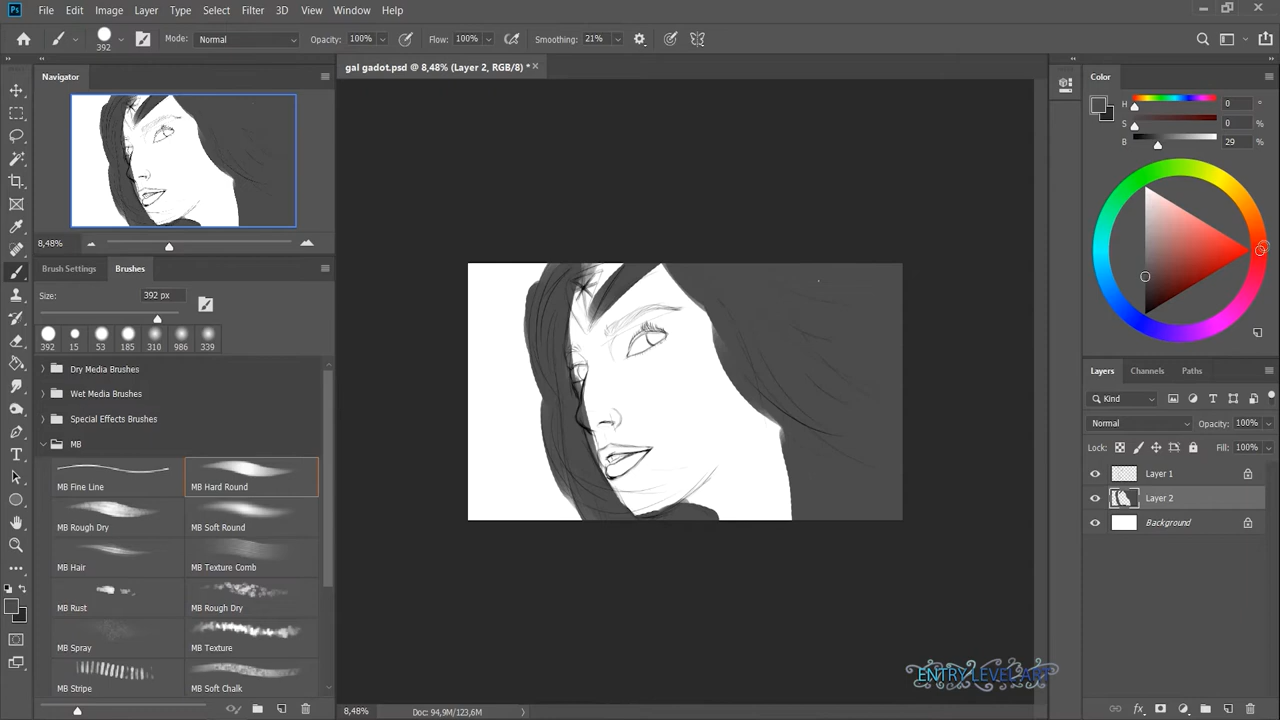 Ps File Edit Image Layer Type Select Filter 3D View Window Help
392 Mode: Normal Opacity: 100% Flow: 100% Smoothing: 21%
Navigator
gal gadot.psd @ 8,48% (Layer 2, RGB/8) *
Color
H 0 °
S 0 %
B 29 %
8,48%
Brush Settings Brushes
Size: 392 px
392 15 53 185 310 986 339
Dry Media Brushes
Wet Media Brushes
Special Effects Brushes
MB
MB Fine Line MB Hard Round
MB Rough Dry MB Soft Round
MB Hair MB Texture Comb
MB Rust MB Rough Dry
MB Spray MB Texture
MB Stripe MB Soft Chalk
Layers Channels Paths
Kind
Normal Opacity: 100%
Lock: Fill: 100%
Layer 1
Layer 2
Background
ENTRY LEVEL ART
8,48% Doc: 94,9M/123,6M